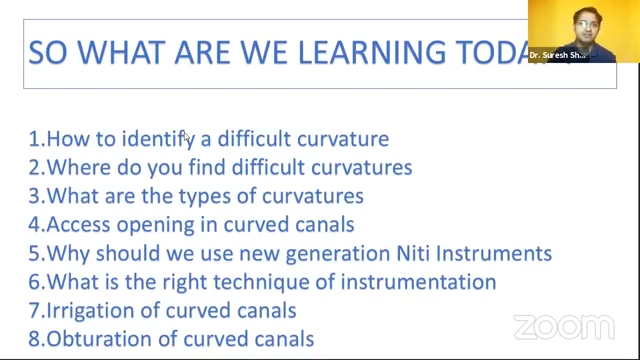 SO WHAT ARE WE LEARNING TODAY
Dr. Suresh Sh...
1.How to identify a difficult curvature
2.Where do you find difficult curvatures
3.What are the types of curvatures
4.Access opening in curved canals
5.Why should we use new generation Niti Instruments
6.What is the right technique of instrumentation
7.Irrigation of curved canals
8.Obturation of curved canals
zoom